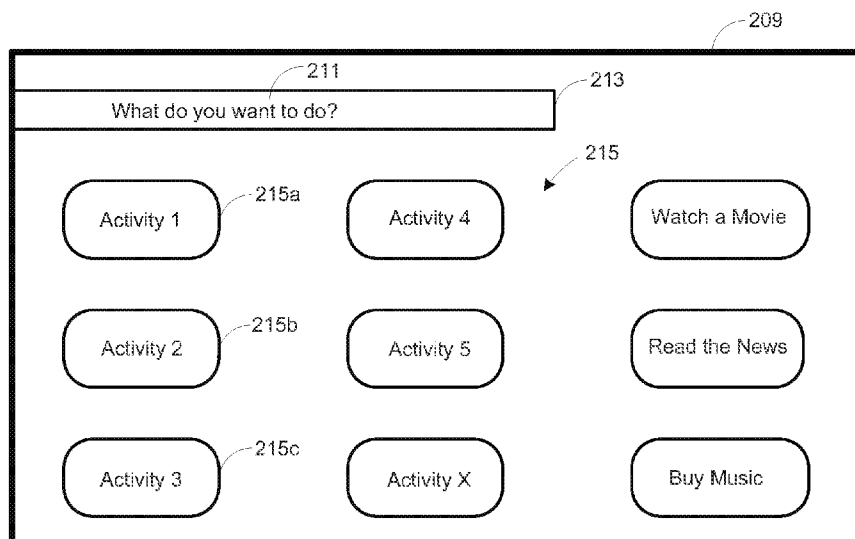 209
211
213
What do you want to do?
215
Activity 1
215a
Activity 4
Watch a Movie
Activity 2
215b
Activity 5
Read the News
Activity 3
215c
Activity X
Buy Music